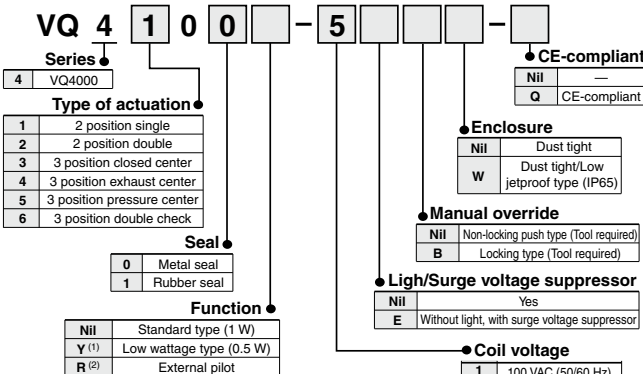 VQ 4 1 0 0 – 5 –
Series
4 VQ4000
Type of actuation
1 2 position single
2 2 position double
3 3 position closed center
4 3 position exhaust center
5 3 position pressure center
6 3 position double check
Seal
0 Metal seal
1 Rubber seal
Function
Nil Standard type (1 W)
Y (1) Low wattage type (0.5 W)
R (2) External pilot
CE-compliant
Nil —
Q CE-compliant
Enclosure
Nil Dust tight
W Dust tight/Low
jetproof type (IP65)
Manual override
Nil Non-locking push type (Tool required)
B Locking type (Tool required)
Ligh/Surge voltage suppressor
Nil Yes
E Without light, with surge voltage suppressor
Coil voltage
1 100 VAC (50/60 Hz)